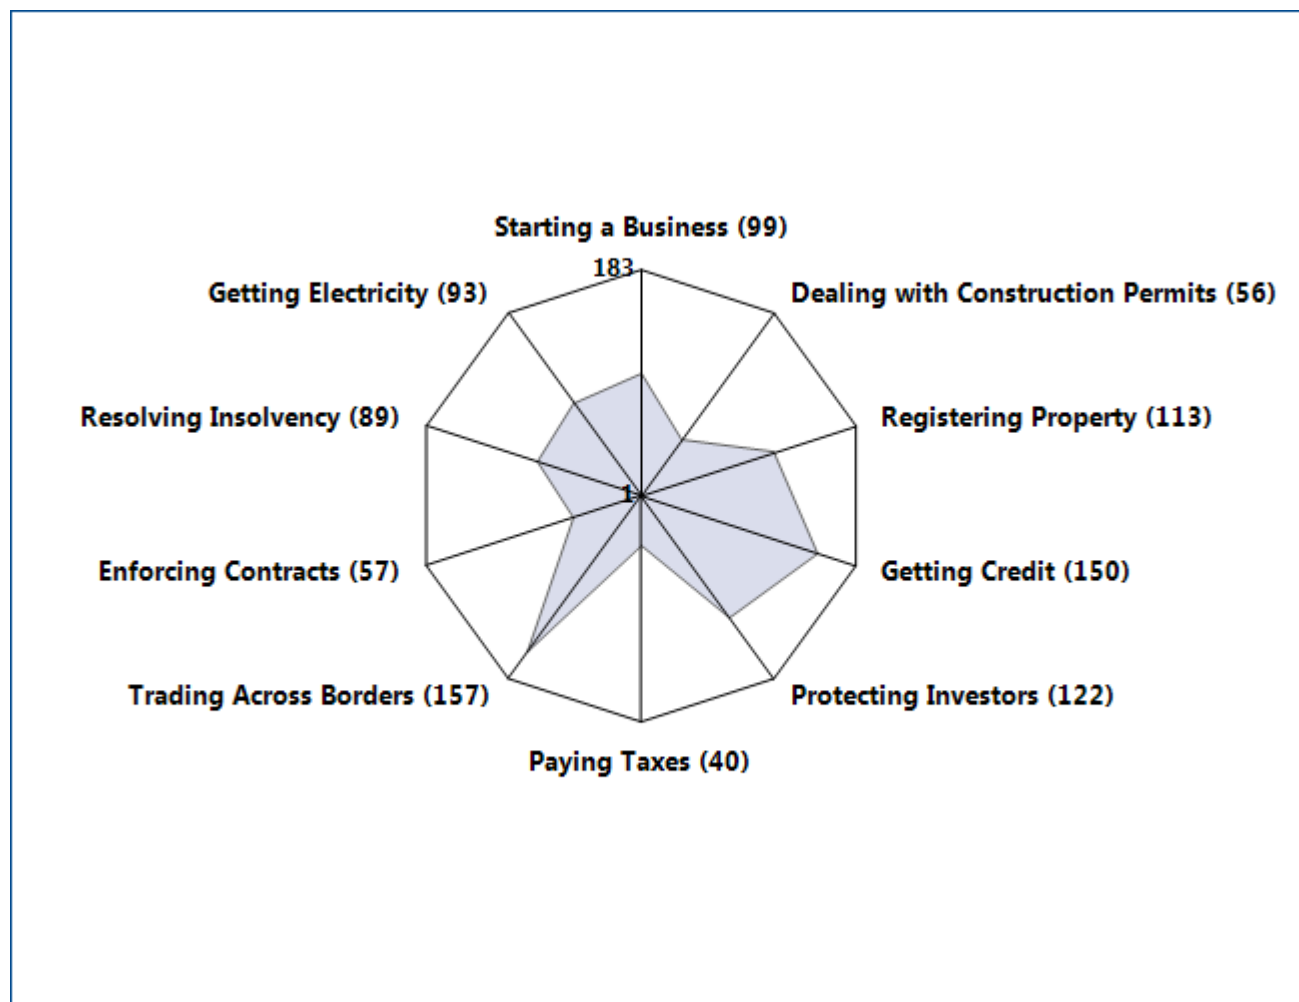 Starting a Business (99)
183
Getting Electricity (93)
Dealing with Construction Permits (56)
Resolving Insolvency (89)
Registering Property (113)
1
Enforcing Contracts (57)
Getting Credit (150)
Trading Across Borders (157)
Protecting Investors (122)
Paying Taxes (40)